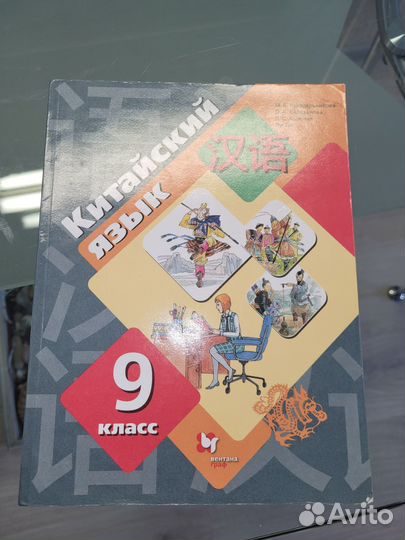 Китайский
язык
汉语
9
класс
вентана
граф
Avito